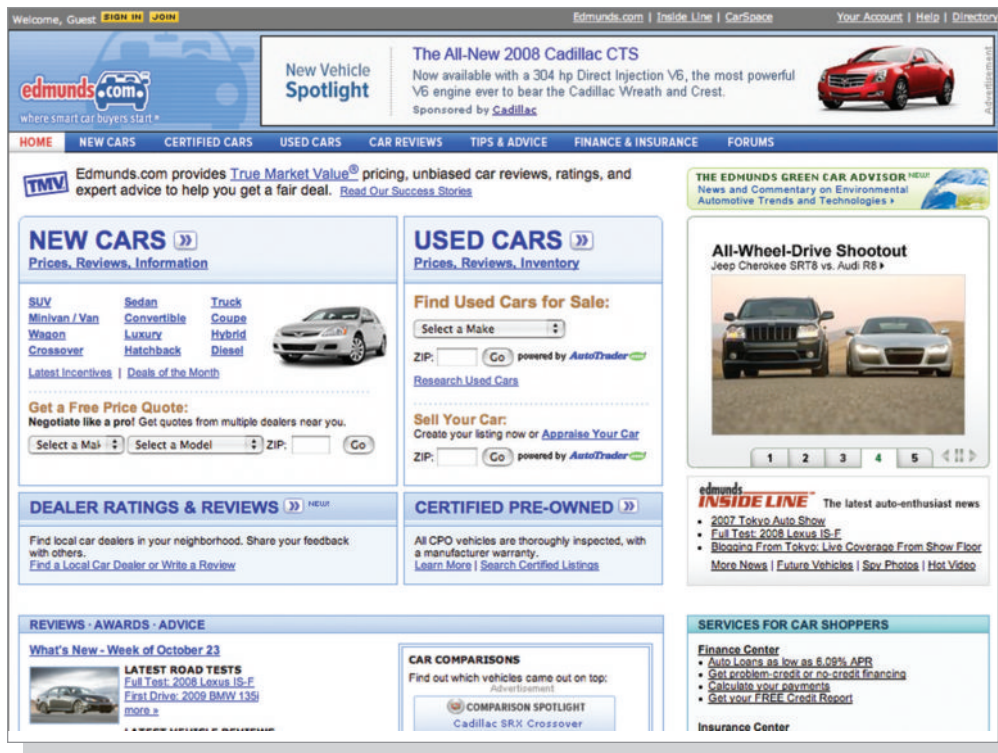 Welcome, Guest SIGN IN JOIN
Edmunds.com | Inside Line | CarSpace
Your Account | Help | Directory
edmunds.com
where smart car buyers start
New Vehicle
Spotlight
The All-New 2008 Cadillac CTS
Now available with a 304 hp Direct Injection V6, the most powerful
V6 engine ever to bear the Cadillac Wreath and Crest.
Sponsored by Cadillac
Advertisement
HOME NEW CARS CERTIFIED CARS USED CARS CAR REVIEWS TIPS & ADVICE FINANCE & INSURANCE FORUMS
TMV
Edmunds.com provides True Market Value® pricing, unbiased car reviews, ratings, and
expert advice to help you get a fair deal. Read Our Success Stories
THE EDMUNDS GREEN CAR ADVISOR NEW!
News and Commentary on Environmental
Automotive Trends and Technologies
NEW CARS »
Prices, Reviews, Information
SUV Sedan Truck
Minivan / Van Convertible Coupe
Wagon Luxury Hybrid
Crossover Hatchback Diesel
Latest Incentives | Deals of the Month
Get a Free Price Quote:
Negotiate like a pro! Get quotes from multiple dealers near you.
Select a Mak Select a Model ZIP: Go
USED CARS »
Prices, Reviews, Inventory
Find Used Cars for Sale:
Select a Make
ZIP: Go powered by AutoTrader
Research Used Cars
Sell Your Car:
Create your listing now or Appraise Your Car
ZIP: Go powered by AutoTrader
All-Wheel-Drive Shootout
Jeep Cherokee SRT8 vs. Audi R8
1 2 3 4 5
DEALER RATINGS & REVIEWS » NEW!
Find local car dealers in your neighborhood. Share your feedback
with others.
Find a Local Car Dealer or Write a Review
CERTIFIED PRE-OWNED »
All CPO vehicles are thoroughly inspected, with
a manufacturer warranty.
Learn More | Search Certified Listings
edmunds
INSIDE LINE The latest auto-enthusiast news
2007 Tokyo Auto Show
Full Test: 2008 Lexus IS-F
Blogging From Tokyo: Live Coverage From Show Floor
More News | Future Vehicles | Spy Photos | Hot Video
REVIEWS · AWARDS · ADVICE
What's New - Week of October 23
LATEST ROAD TESTS
Full Test: 2008 Lexus IS-F
First Drive: 2009 BMW 135i
more »
LATEST VEHICLE REVIEWS
CAR COMPARISONS
Find out which vehicles came out on top:
Advertisement
COMPARISON SPOTLIGHT
Cadillac SRX Crossover
SERVICES FOR CAR SHOPPERS
Finance Center
Auto Loans as low as 6.09% APR
Get problem-credit or no-credit financing
Calculate your payments
Get your FREE Credit Report
Insurance Center